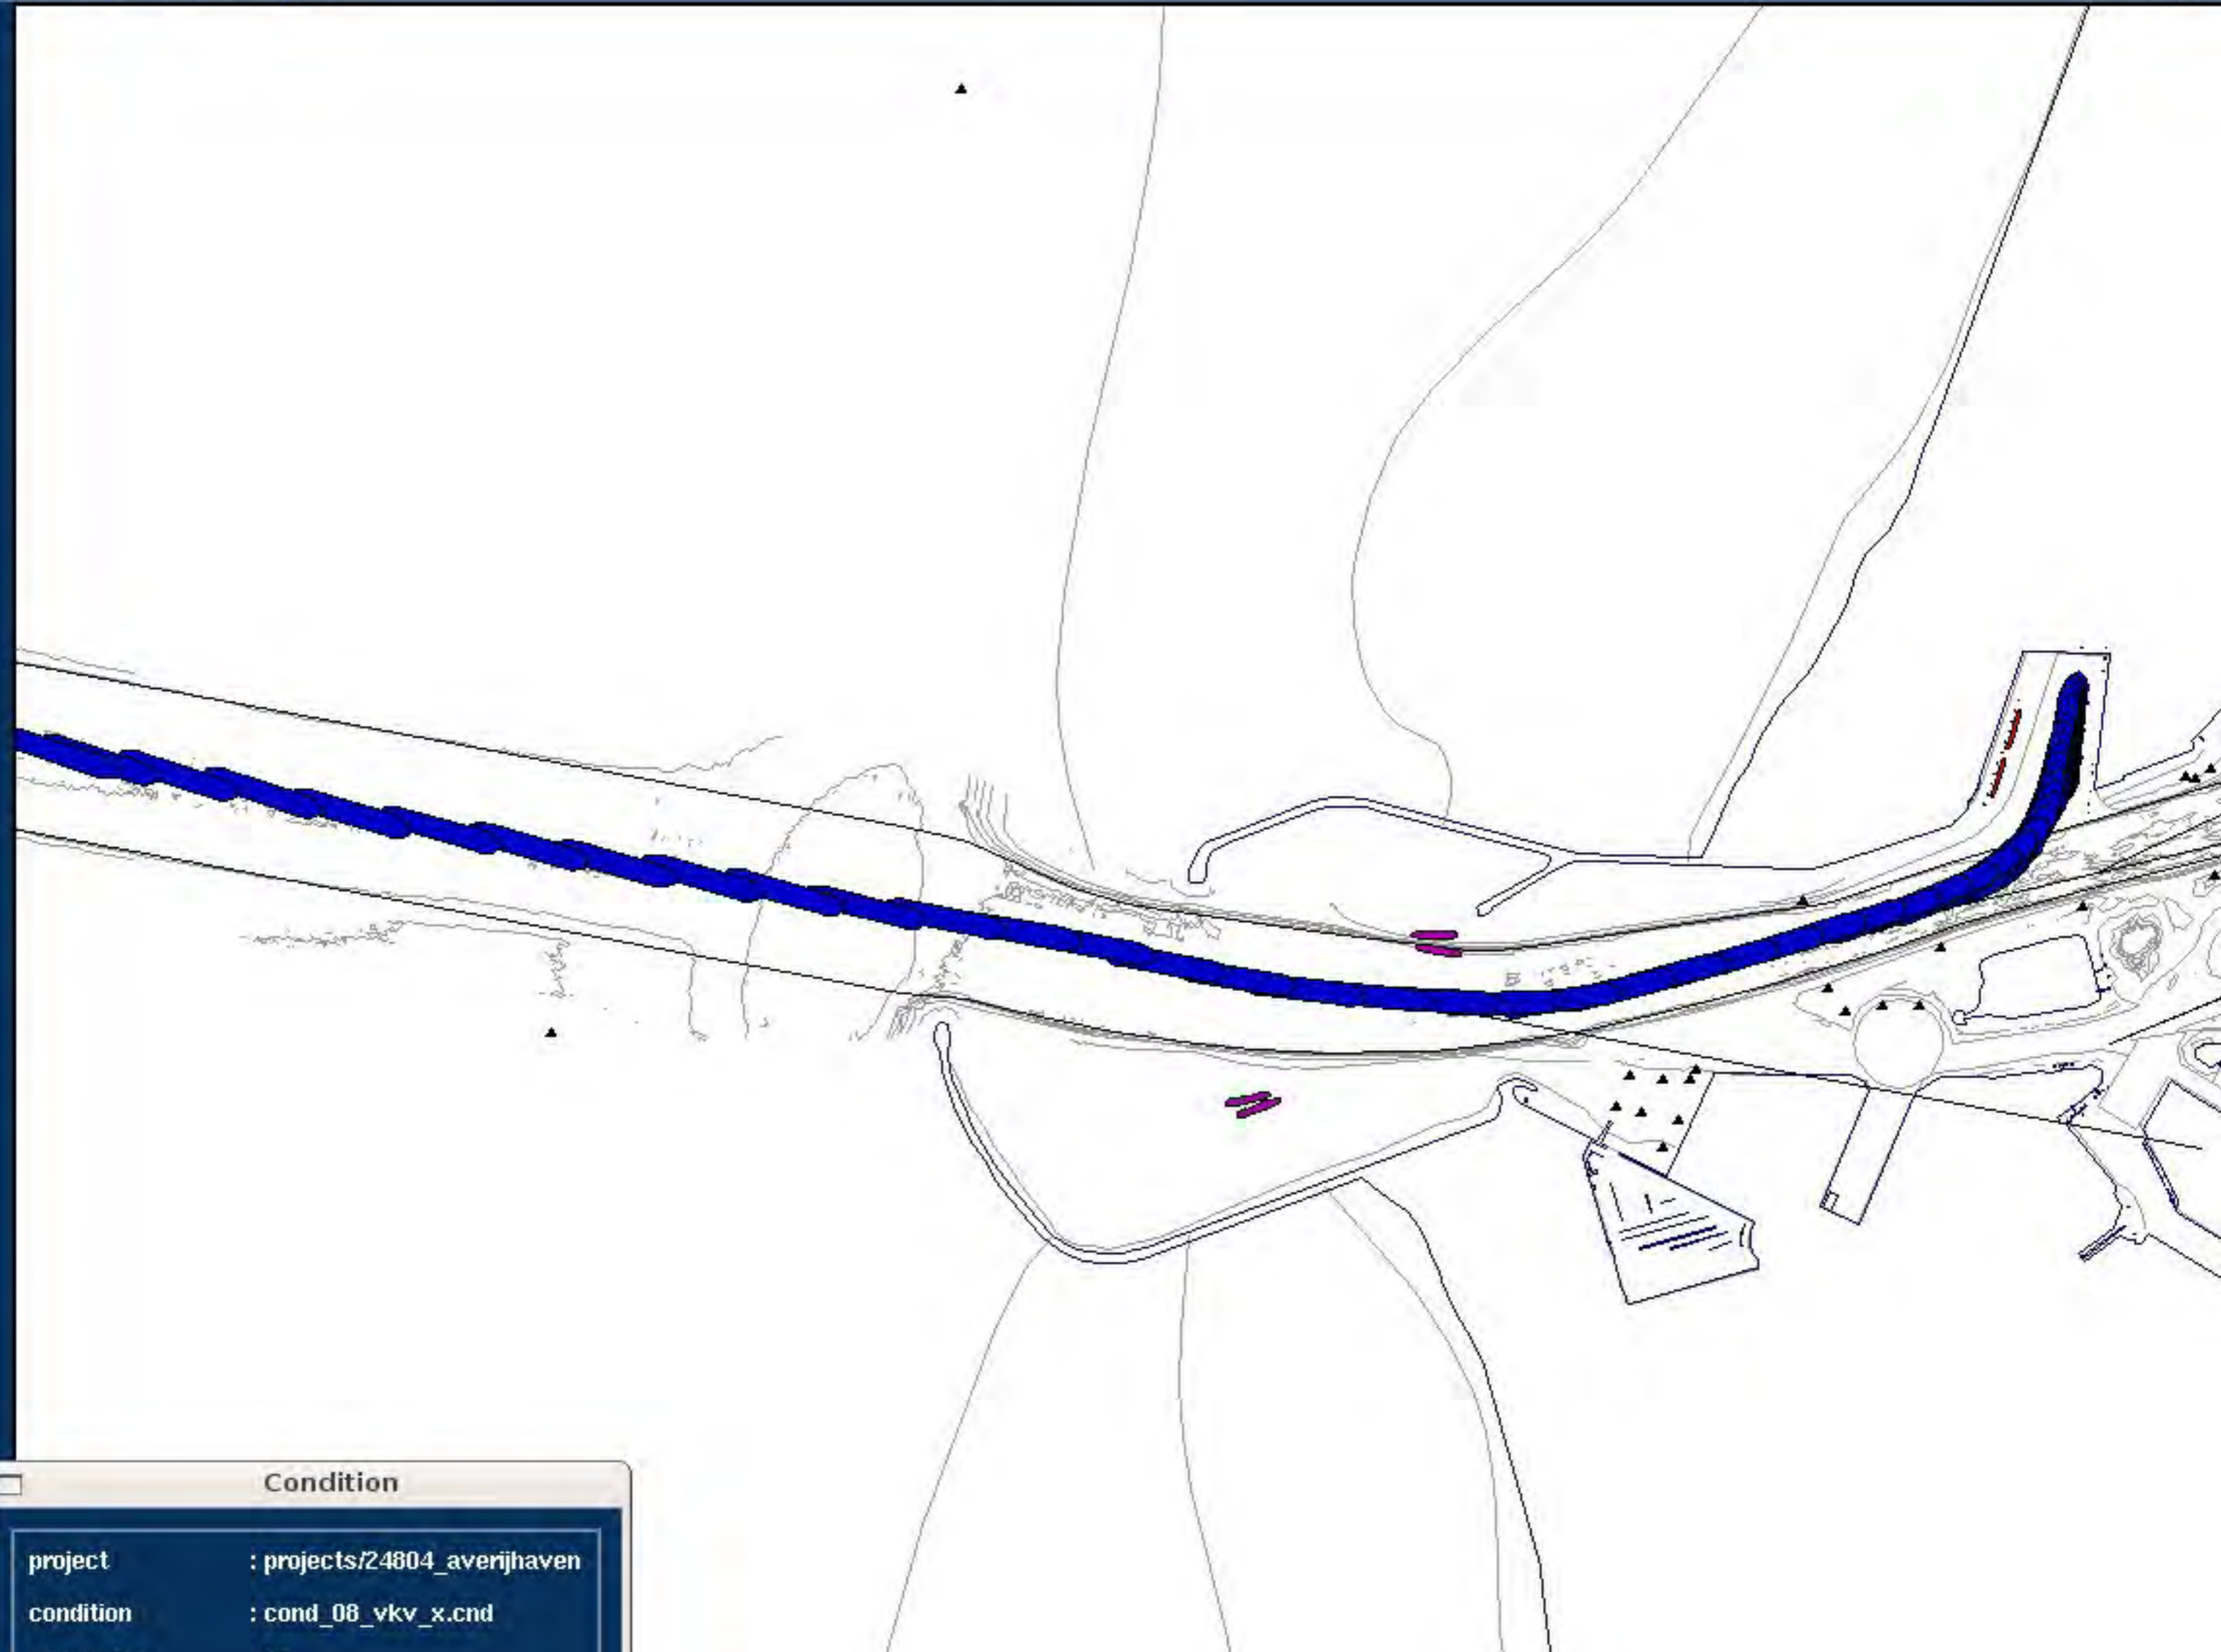 Condition
project : projects/24804_averijhaven
condition : cond_08_vkv_x.cnd